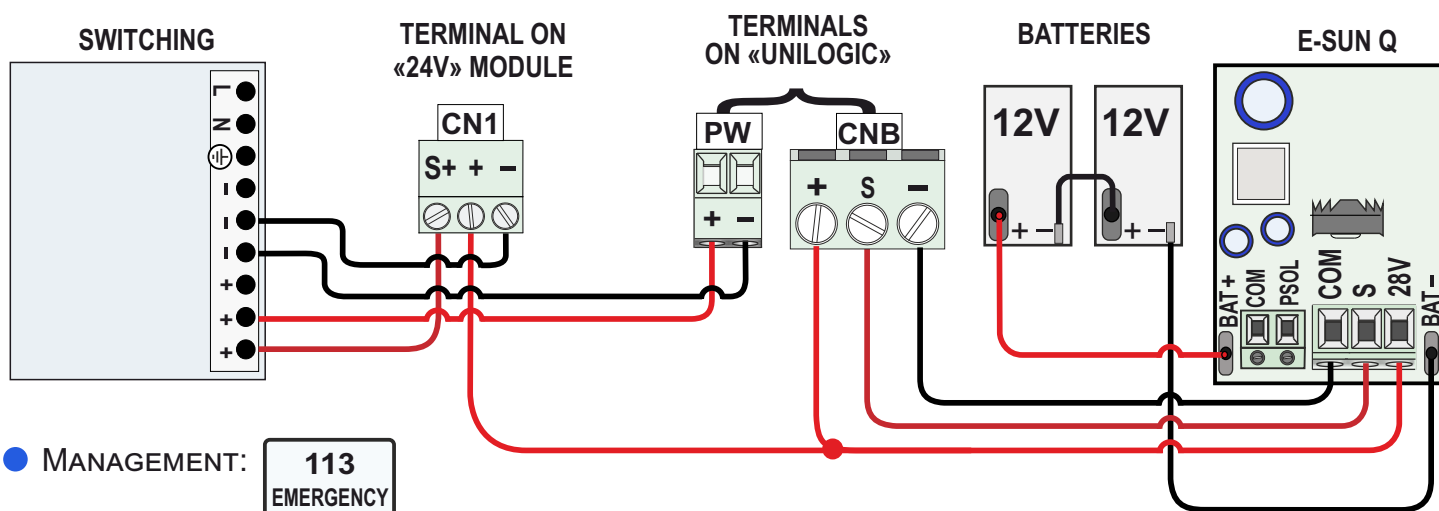 SWITCHING
L
N
-
-
-
+
+
+
TERMINAL ON
«24V» MODULE
CN1
S+ + -
TERMINALS
ON «UNILOGIC»
PW
+ -
CNB
+ S -
BATTERIES
12V 12V
+ - + -
E-SUN Q
BAT+ COM PSOL COM S 28V BAT-
MANAGEMENT:
113
EMERGENCY